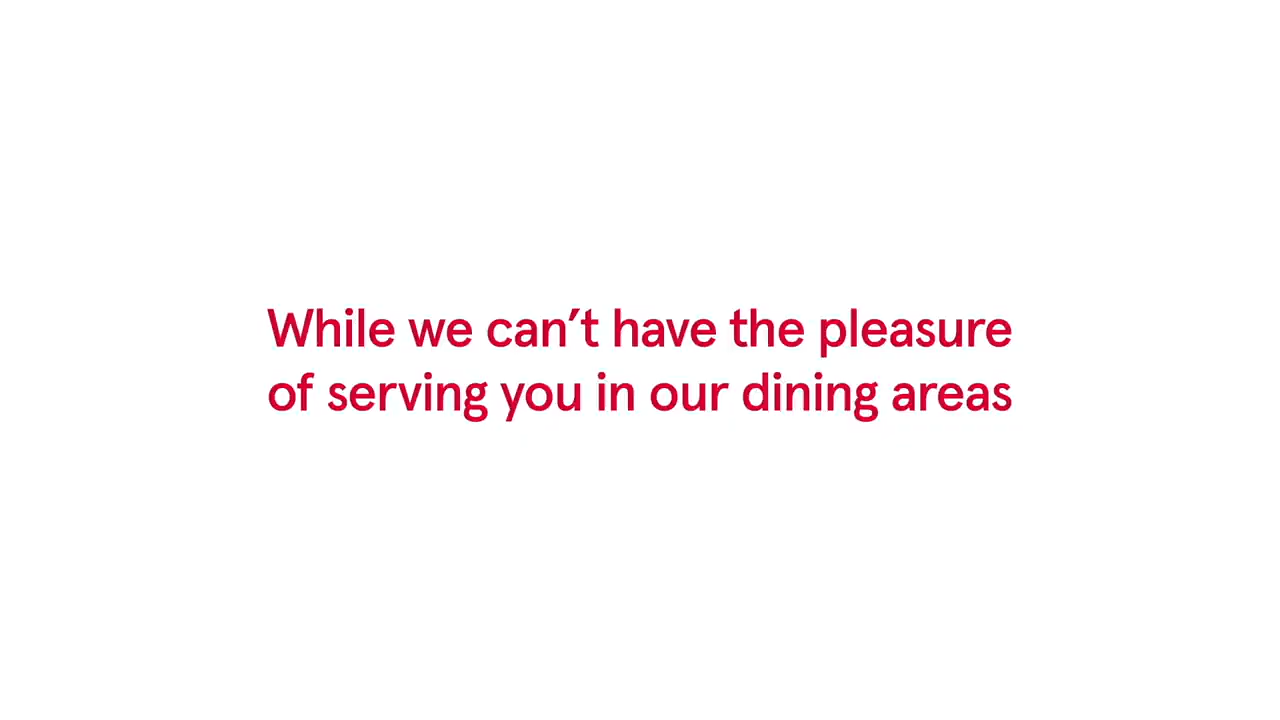 While we can’t have the pleasure
of serving you in our dining areas